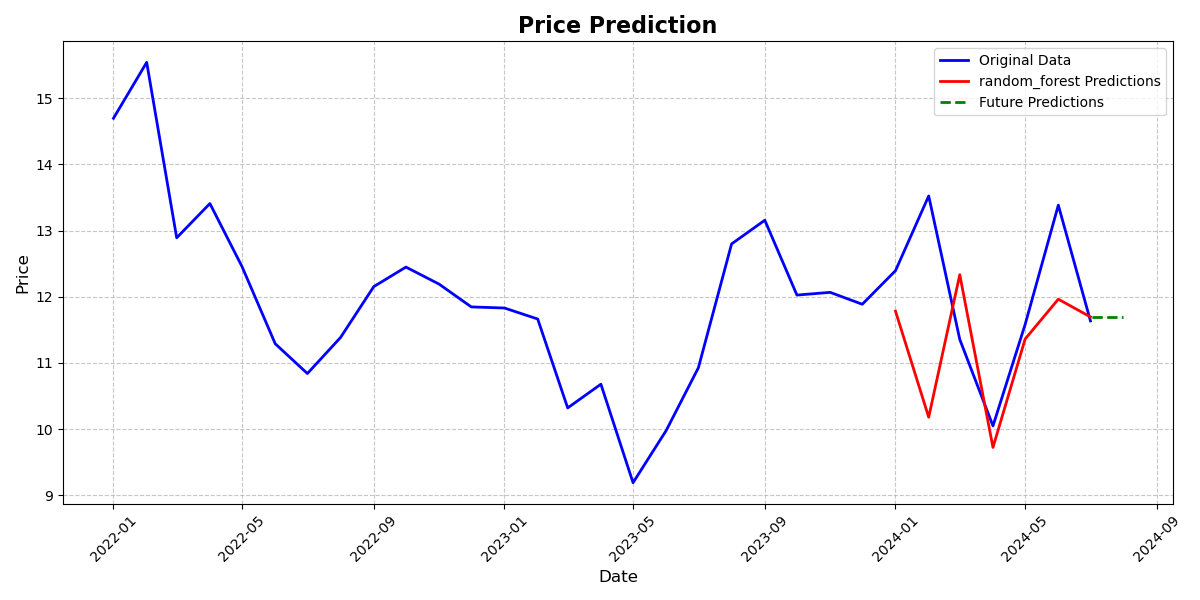 Price Prediction
Original Data
random_forest Predictions
Future Predictions
Price
15
14
13
12
11
10
9
2022-01
2022-05
2022-09
2023-01
2023-05
2023-09
2024-01
2024-05
2024-09
Date